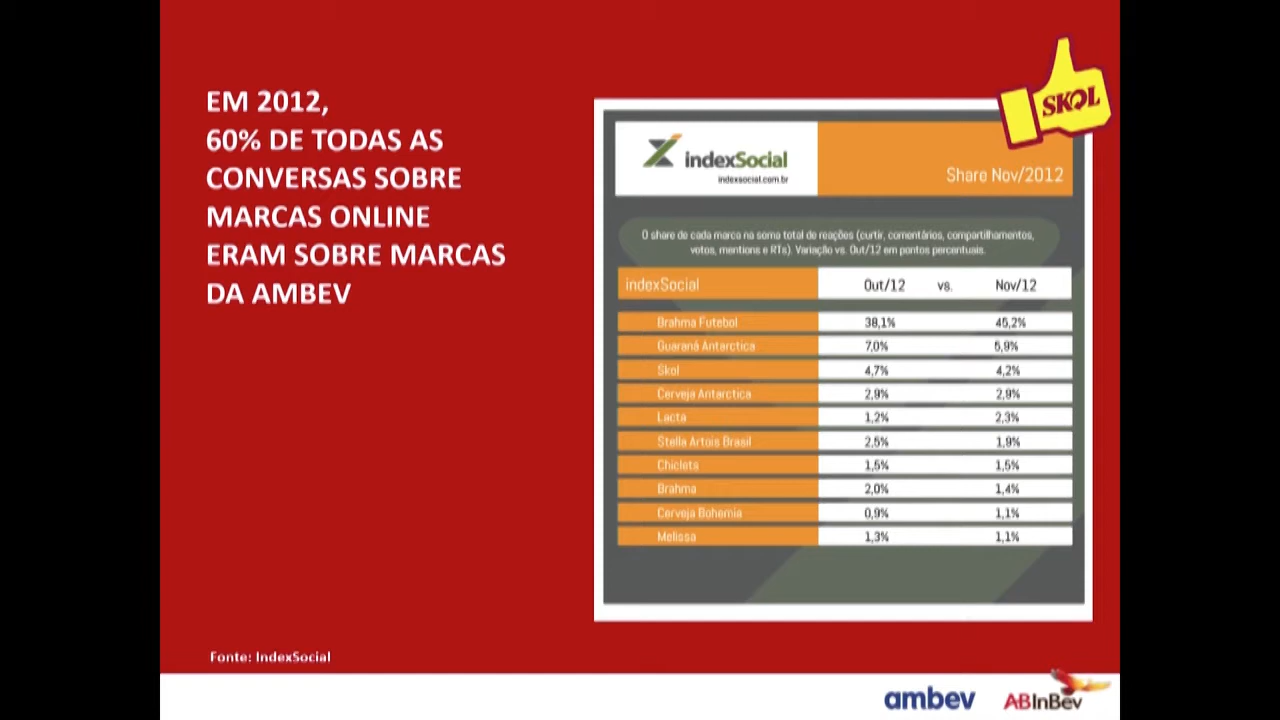 EM 2012,
60% DE TODAS AS
CONVERSAS SOBRE
MARCAS ONLINE
ERAM SOBRE MARCAS
DA AMBEV
SKOL
indexSocial
indexsocial.com.br
Share Nov/2012
O share de cada marca na soma total de reações (curtir, comentários, compartilhamentos,
votos, mentions e RTs). Variação vs. Out/12 em pontos percentuais.
indexSocial Out/12 vs. Nov/12
Brahma Futebol 38,1%
Guaraná Antarctica 7,0% 5,9%
Skol 4,7% 4,2%
Cerveja Antarctica 2,9% 2,9%
Lacta 1,2% 2,3%
Stella Artois Brasil 2,5% 1,9%
Chiclets 1,5% 1,5%
Brahma 2,0% 1,4%
Cerveja Bohemia 0,9% 1,1%
Melissa 1,3% 1,1%
Fonte: IndexSocial
ambev
ABInBev